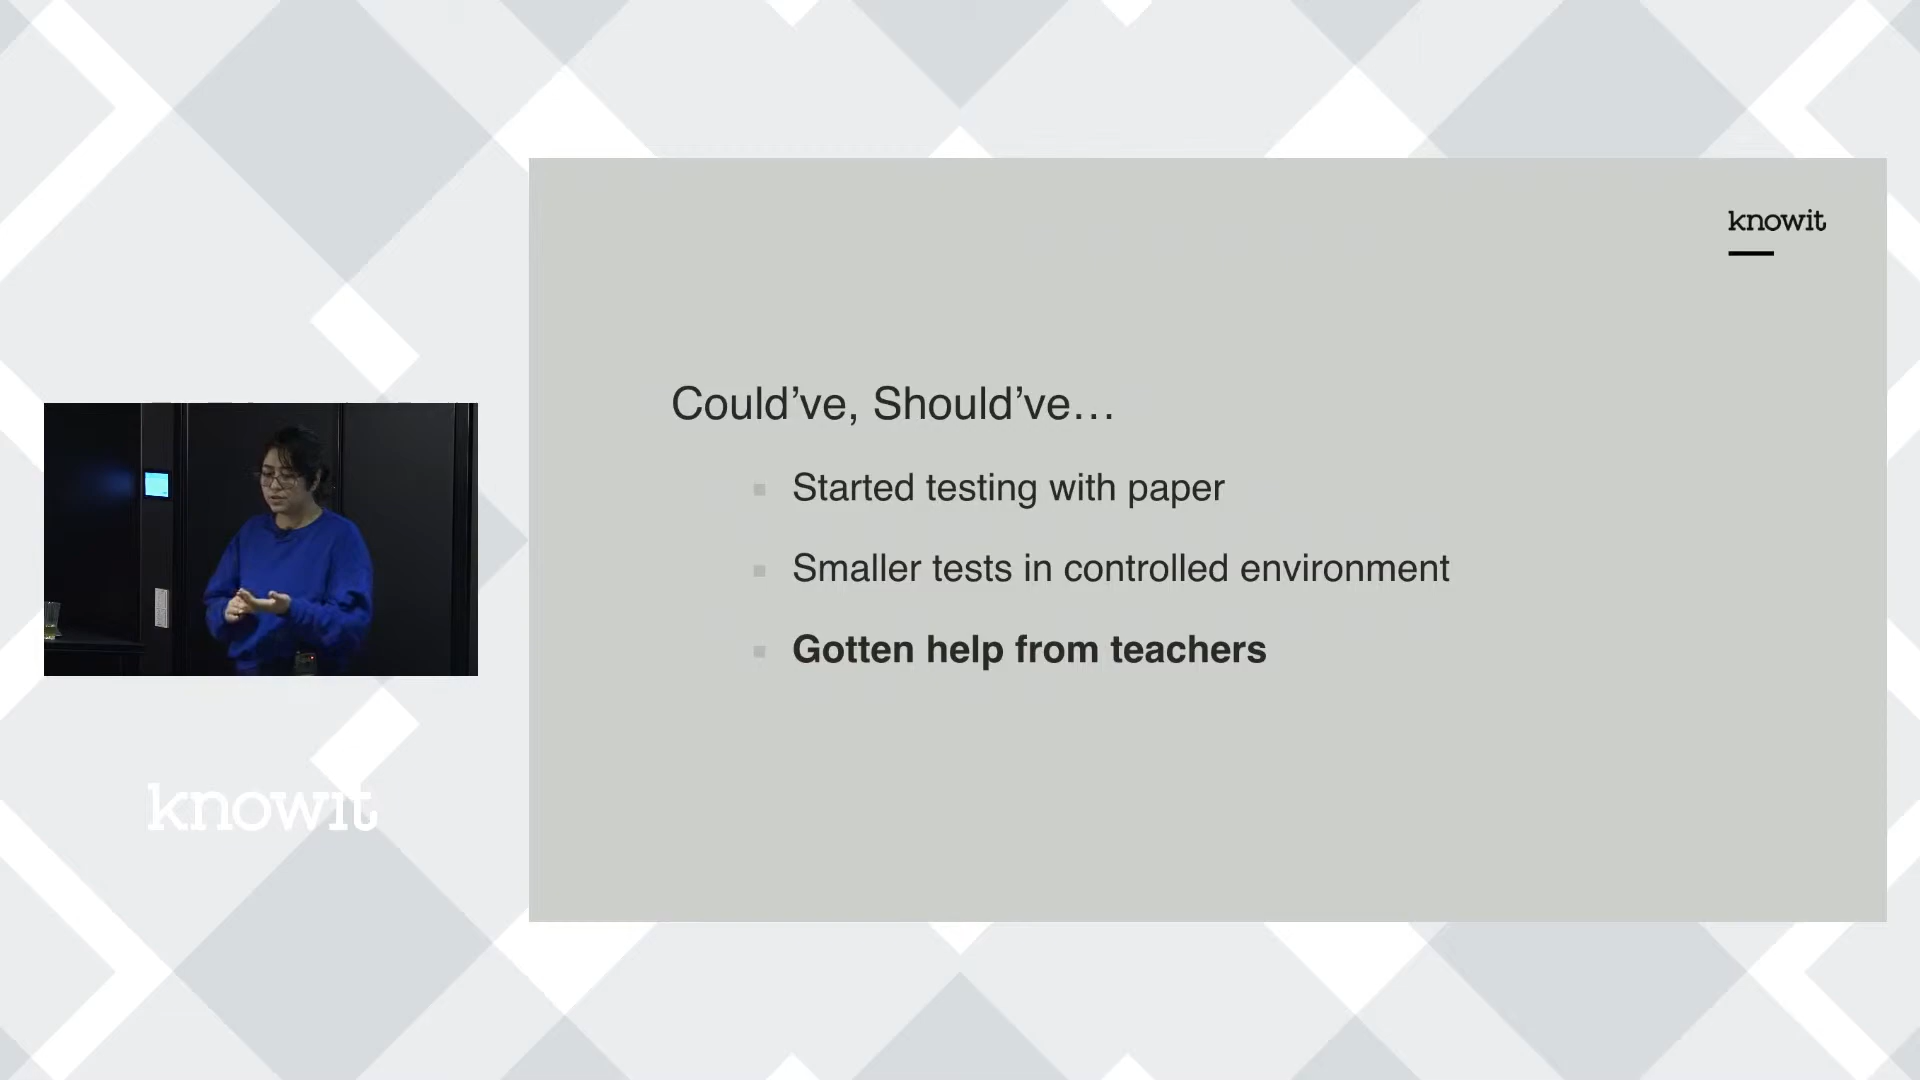 knowit
Could’ve, Should’ve…
Started testing with paper
Smaller tests in controlled environment
Gotten help from teachers
knowit